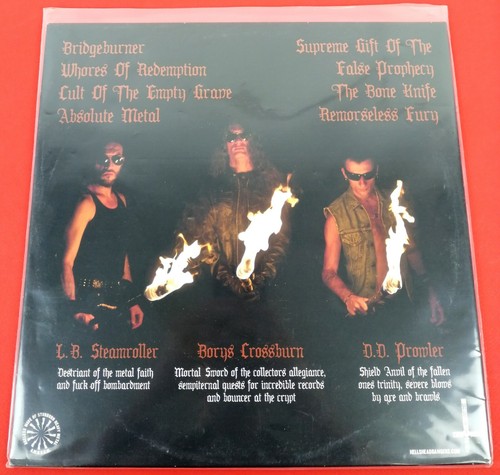 Bridgeburner
Whores Of Redemption
Cult Of The Empty Grave
Absolute Metal
Supreme Gift Of The
False Prophecy
The Bone Knife
Remorseless Fury
L.B. Steamroller
Destriant of the metal faith
and fuck off bombardment
Borys Crossburn
Mortal Sword of the collectors allegiance,
sempiternal quests for incredible records
and bouncer at the crypt
D.D. Prowler
Shield Anvil of the fallen
ones trinity, severe blows
by axe and brawls